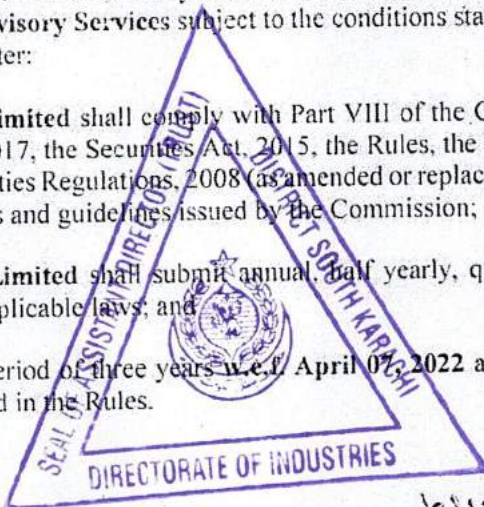 visory Services subject to the conditions sta
ter:
imited shall comply with Part VIII of the C
017, the Securities Act, 2015, the Rules, the
ties Regulations, 2008 (as amended or replac
s and guidelines issued by the Commission;
Limited shall submit annual, half yearly, q
plicable laws; and
eriod of three years w.e.f. April 07, 2022 a
d in the Rules.
SEAL OF ASSISTANT DIRECTOR (TRUST)
DISTRICT SOUTH KARACHI
DIRECTORATE OF INDUSTRIES